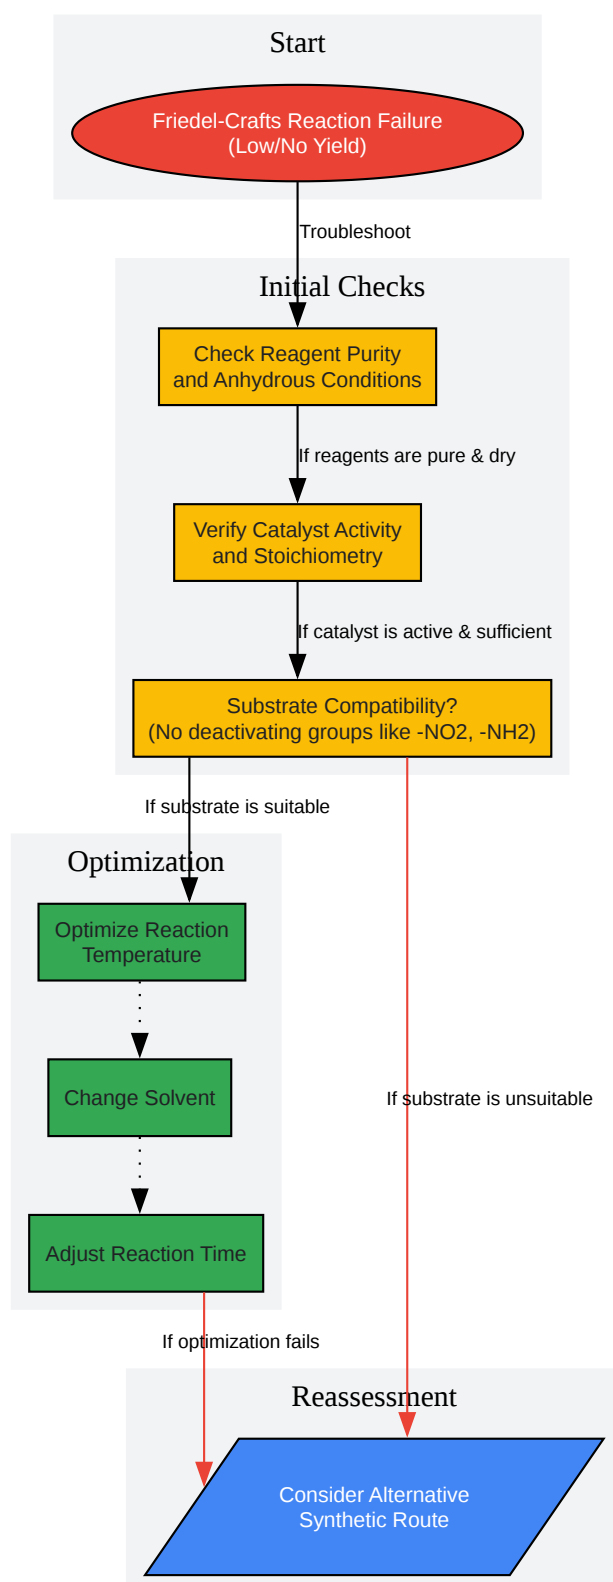 Start
Friedel-Crafts Reaction Failure
(Low/No Yield)
Troubleshoot
Initial Checks
Check Reagent Purity
and Anhydrous Conditions
If reagents are pure & dry
Verify Catalyst Activity
and Stoichiometry
If catalyst is active & sufficient
Substrate Compatibility?
(No deactivating groups like -NO2, -NH2)
If substrate is suitable
Optimization
Optimize Reaction
Temperature
Change Solvent
If substrate is unsuitable
Adjust Reaction Time
If optimization fails
Reassessment
Consider Alternative
Synthetic Route